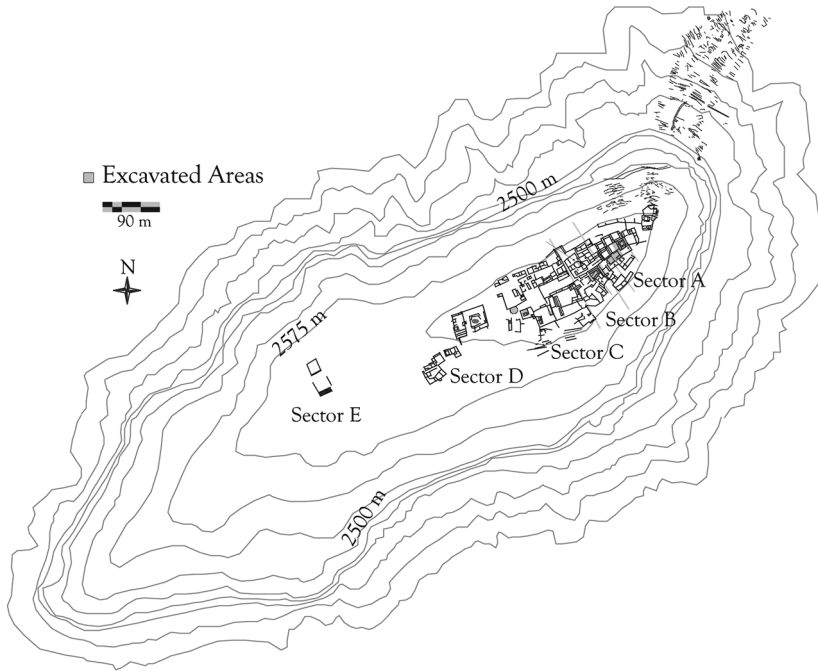 2500 m
Excavated Areas
90 m
N
Sector A
Sector B
2575 m
Sector C
Sector D
Sector E
2500 m